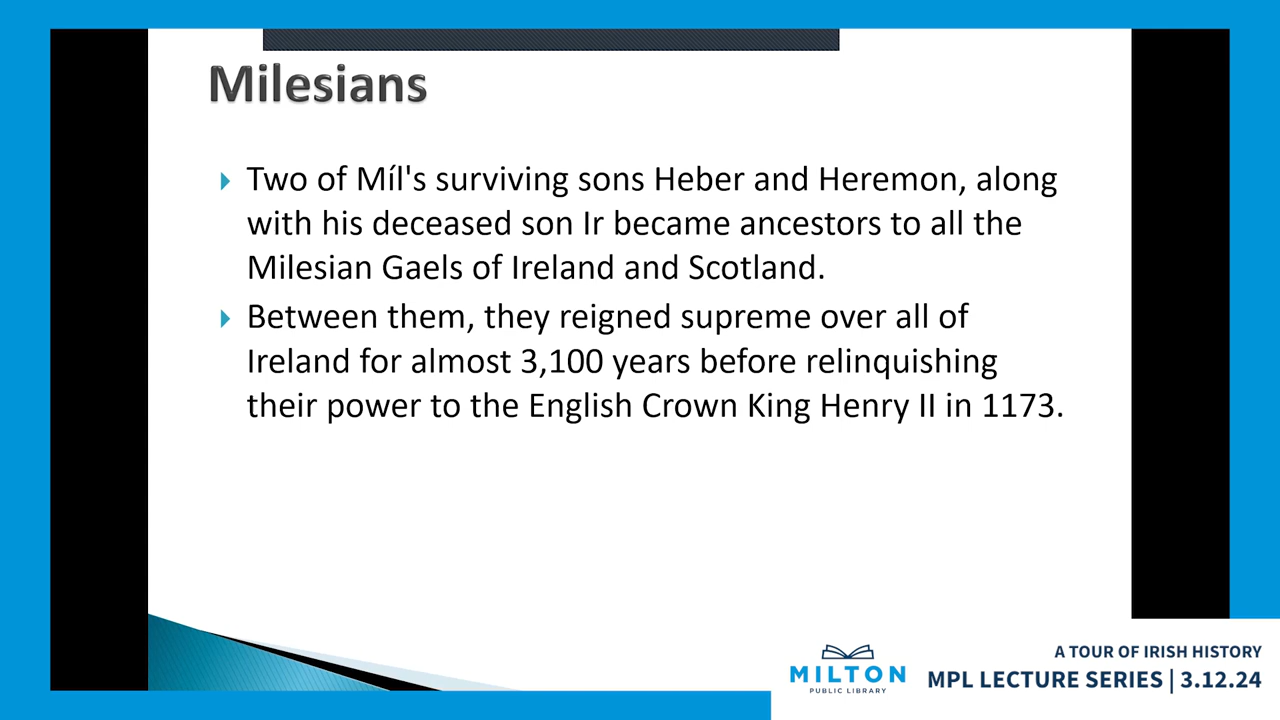 Milesians
Two of Míl's surviving sons Heber and Heremon, along
with his deceased son Ir became ancestors to all the
Milesian Gaels of Ireland and Scotland.
Between them, they reigned supreme over all of
Ireland for almost 3,100 years before relinquishing
their power to the English Crown King Henry II in 1173.
MILTON
PUBLIC LIBRARY
A TOUR OF IRISH HISTORY
MPL LECTURE SERIES | 3.12.24